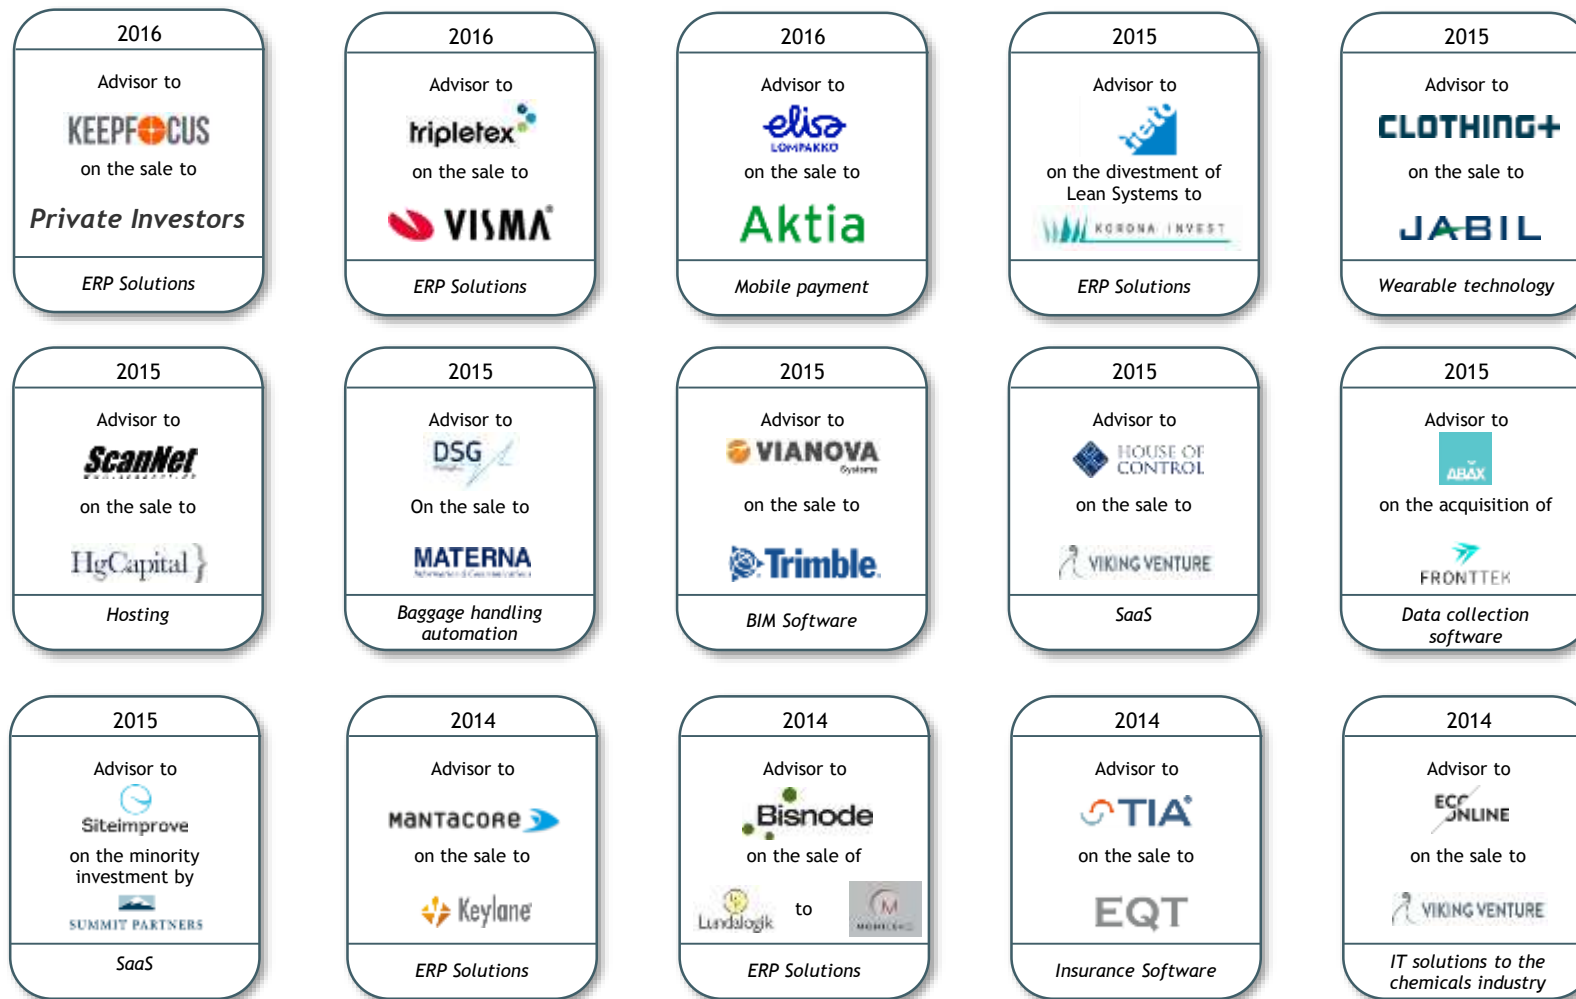 2016
Advisor to
KEEPFOCUS
on the sale to
Private Investors
ERP Solutions
2016
Advisor to
tripletex
on the sale to
VISMA
ERP Solutions
2016
Advisor to
elisa
LOMPAKKO
on the sale to
Aktia
Mobile payment
2015
Advisor to
on the divestment of
Lean Systems to
KORONA INVEST
ERP Solutions
2015
Advisor to
CLOTHING+
on the sale to
JABIL
Wearable technology
2015
Advisor to
ScanNet
on the sale to
HgCapital}
Hosting
2015
Advisor to
DSG
On the sale to
MATERNA
Baggage handling
automation
2015
Advisor to
VIANOVA
Systems
on the sale to
Trimble.
BIM Software
2015
Advisor to
HOUSE OF
CONTROL
on the sale to
VIKING VENTURE
SaaS
2015
Advisor to
ABAX
on the acquisition of
FRONTTEK
Data collection
software
2015
Advisor to
Siteimprove
on the minority
investment by
SUMMIT PARTNERS
SaaS
2014
Advisor to
MANTACORE
on the sale to
Keylane
ERP Solutions
2014
Advisor to
Bisnode
on the sale of
Lundalogik to
M
ERP Solutions
2014
Advisor to
TIA®
on the sale to
EQT
Insurance Software
2014
Advisor to
ECO
ONLINE
on the sale to
VIKING VENTURE
IT solutions to the
chemicals industry